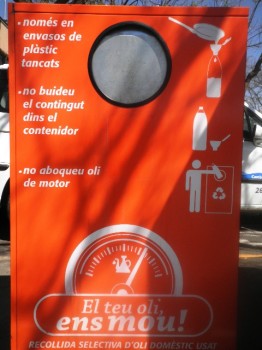 • només en
envasos de
plàstic
tancats
• no buideu
el contingut
dins el
contenidor
• no aboqueu oli
de motor
El teu oli,
ens mou!
RECOLLIDA SELECTIVA D'OLI DOMÈSTIC USAT